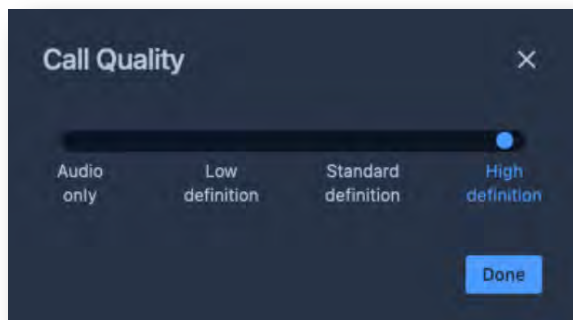 Call Quality
Audio only
Low definition
Standard definition
High definition
Done